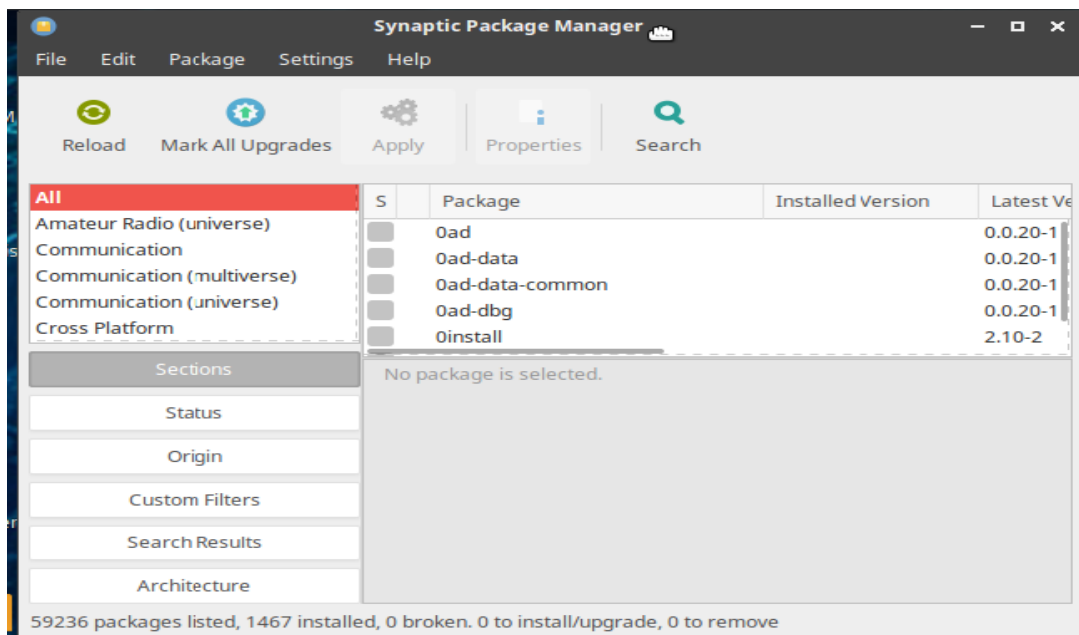 Synaptic Package Manager
File Edit Package Settings Help
Reload Mark All Upgrades Apply Properties Search
All
Amateur Radio (universe)
Communication
Communication (multiverse)
Communication (universe)
Cross Platform
S Package Installed Version Latest Ve
0ad 0.0.20-1
0ad-data 0.0.20-1
0ad-data-common 0.0.20-1
0ad-dbg 0.0.20-1
0install 2.10-2
Sections
Status
Origin
Custom Filters
Search Results
Architecture
No package is selected.
59236 packages listed, 1467 installed, 0 broken. 0 to install/upgrade, 0 to remove